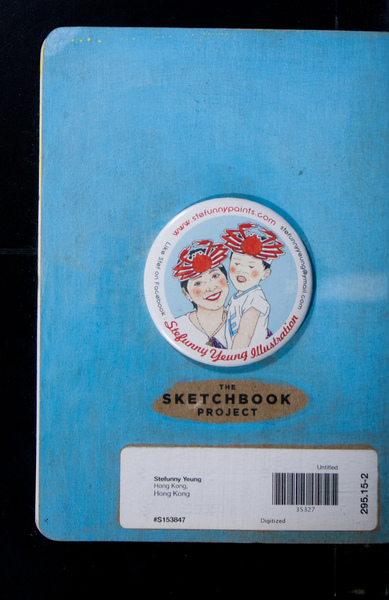 www.stefunnypaints.com
stefunnyyeung@ymail.com
Like Stef on Facebook
Stefunny Yeung Illustration
THE
SKETCHBOOK
PROJECT
Untitled
Stefunny Yeung
Hong Kong,
Hong Kong
35327
#S153847
Digitized
295.15-2